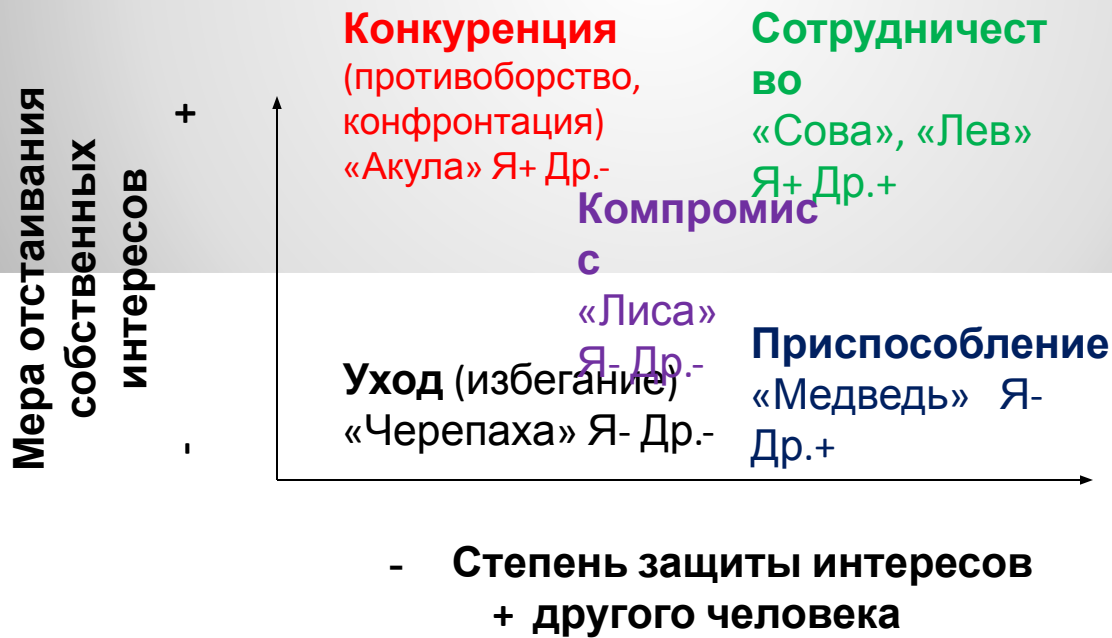 Конкуренция
(противоборство,
конфронтация)
«Акула» Я+ Др.-
Сотрудничест
во
«Сова», «Лев»
Я+ Др.+
Компромис
с
«Лиса»
Я- Др.-
Уход (избегание)
«Черепаха» Я- Др.-
Приспособление
«Медведь» Я-
Др.+
Мера отстаивания
собственных
интересов
+
-
- Степень защиты интересов
+ другого человека